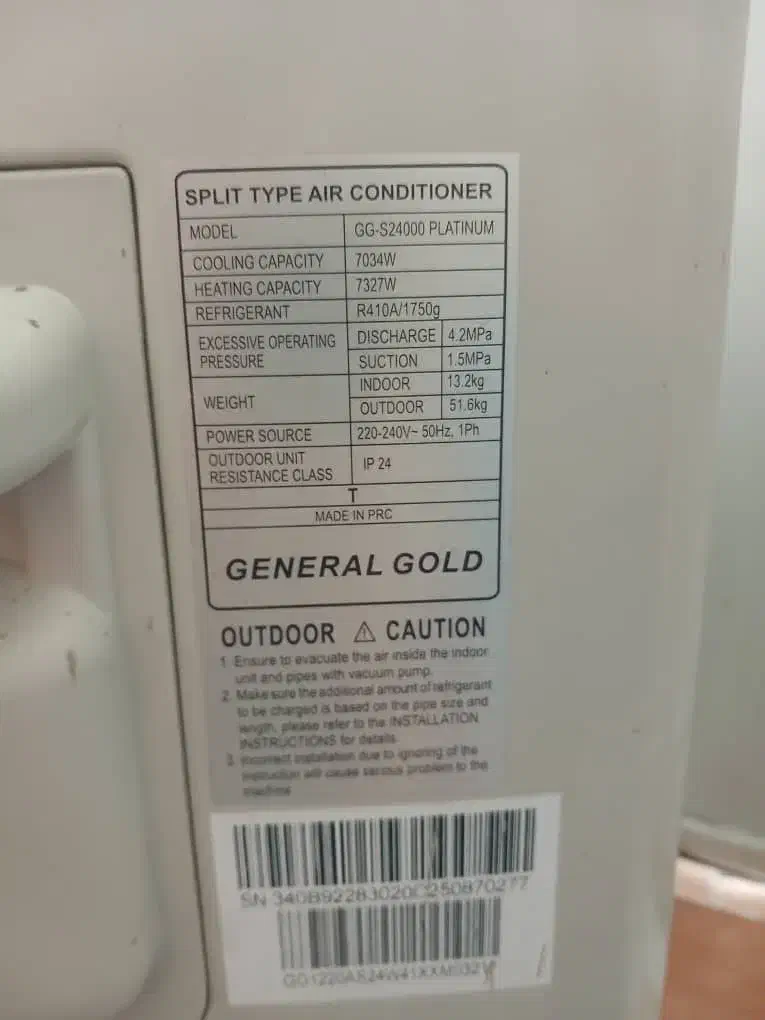 SPLIT TYPE AIR CONDITIONER
MODEL GG-S24000 PLATINUM
COOLING CAPACITY 7034W
HEATING CAPACITY 7327W
REFRIGERANT R410A/1750g
EXCESSIVE OPERATING PRESSURE DISCHARGE 4.2MPa
SUCTION 1.5MPa
WEIGHT INDOOR 13.2kg
OUTDOOR 51.6kg
POWER SOURCE 220-240V~ 50Hz, 1Ph
OUTDOOR UNIT RESISTANCE CLASS IP 24
T
MADE IN PRC
GENERAL GOLD
OUTDOOR CAUTION
1. Ensure to evacuate the air inside the indoor
unit and pipes with vacuum pump.
2. Make sure the addisonal amount of refrigerant
to be charged is based on the pipe size and
length, please refer to the INSTALLATION
INSTRUCTIONS for details.
3. Incorrect installation due to ignoring of the
instruction will cause serious problem to the
machine
SN